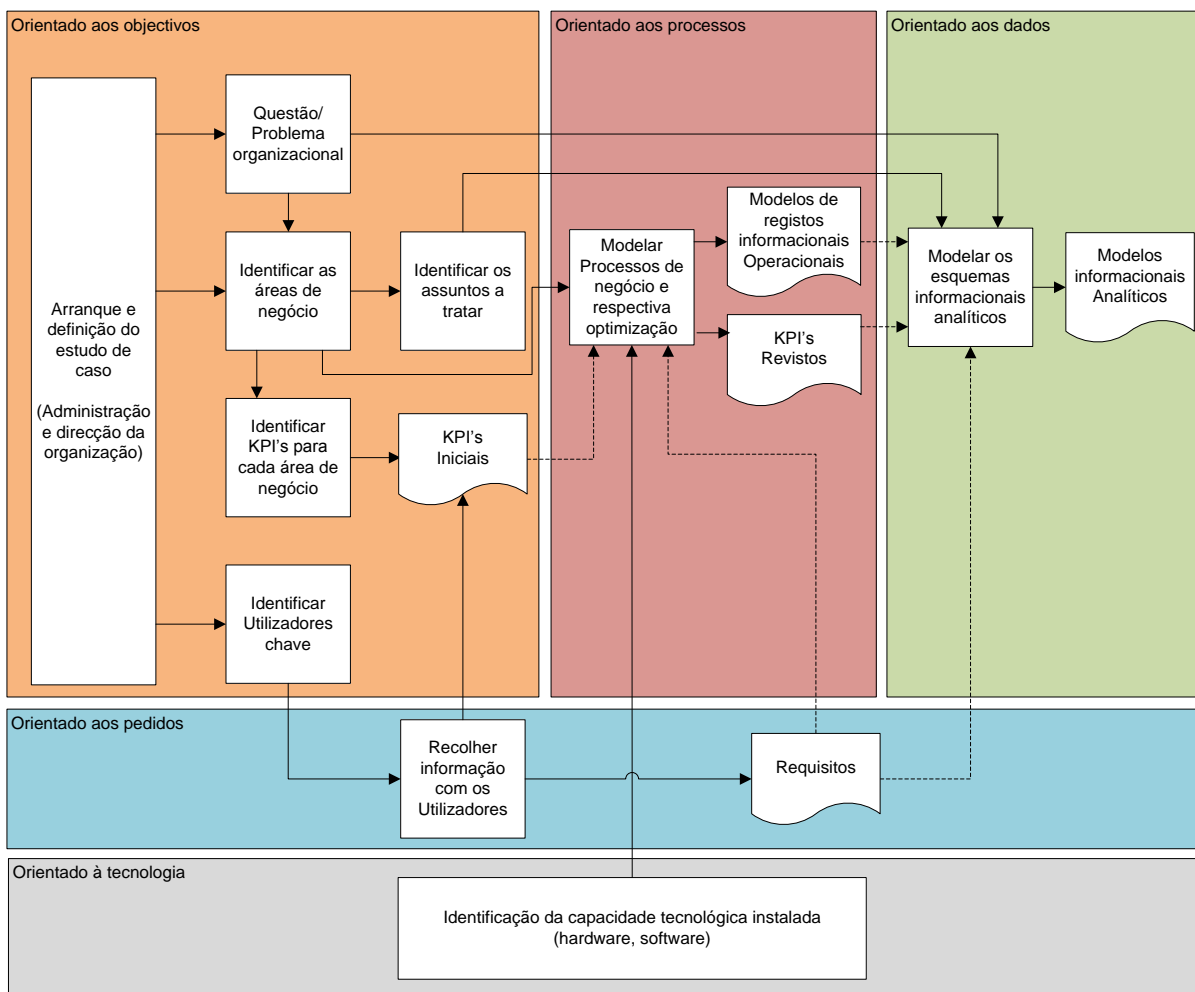 Orientado aos objectivos
Arranque e
definição do
estudo de
caso
(Administração
e direcção da
organização)
Questão/
Problema
organizacional
Identificar as
áreas de
negócio
Identificar os
assuntos a
tratar
Identificar
KPI's para
cada área de
negócio
KPI's
Iniciais
Identificar
Utilizadores
chave
Orientado aos processos
Modelar
Processos de
negócio e
respectiva
optimização
Modelos de
registos
informacionais
Operacionais
KPI's
Revistos
Orientado aos dados
Modelar os
esquemas
informacionais
analíticos
Modelos
informacionais
Analíticos
Orientado aos pedidos
Recolher
informação
com os
Utilizadores
Requisitos
Orientado à tecnologia
Identificação da capacidade tecnológica instalada
(hardware, software)